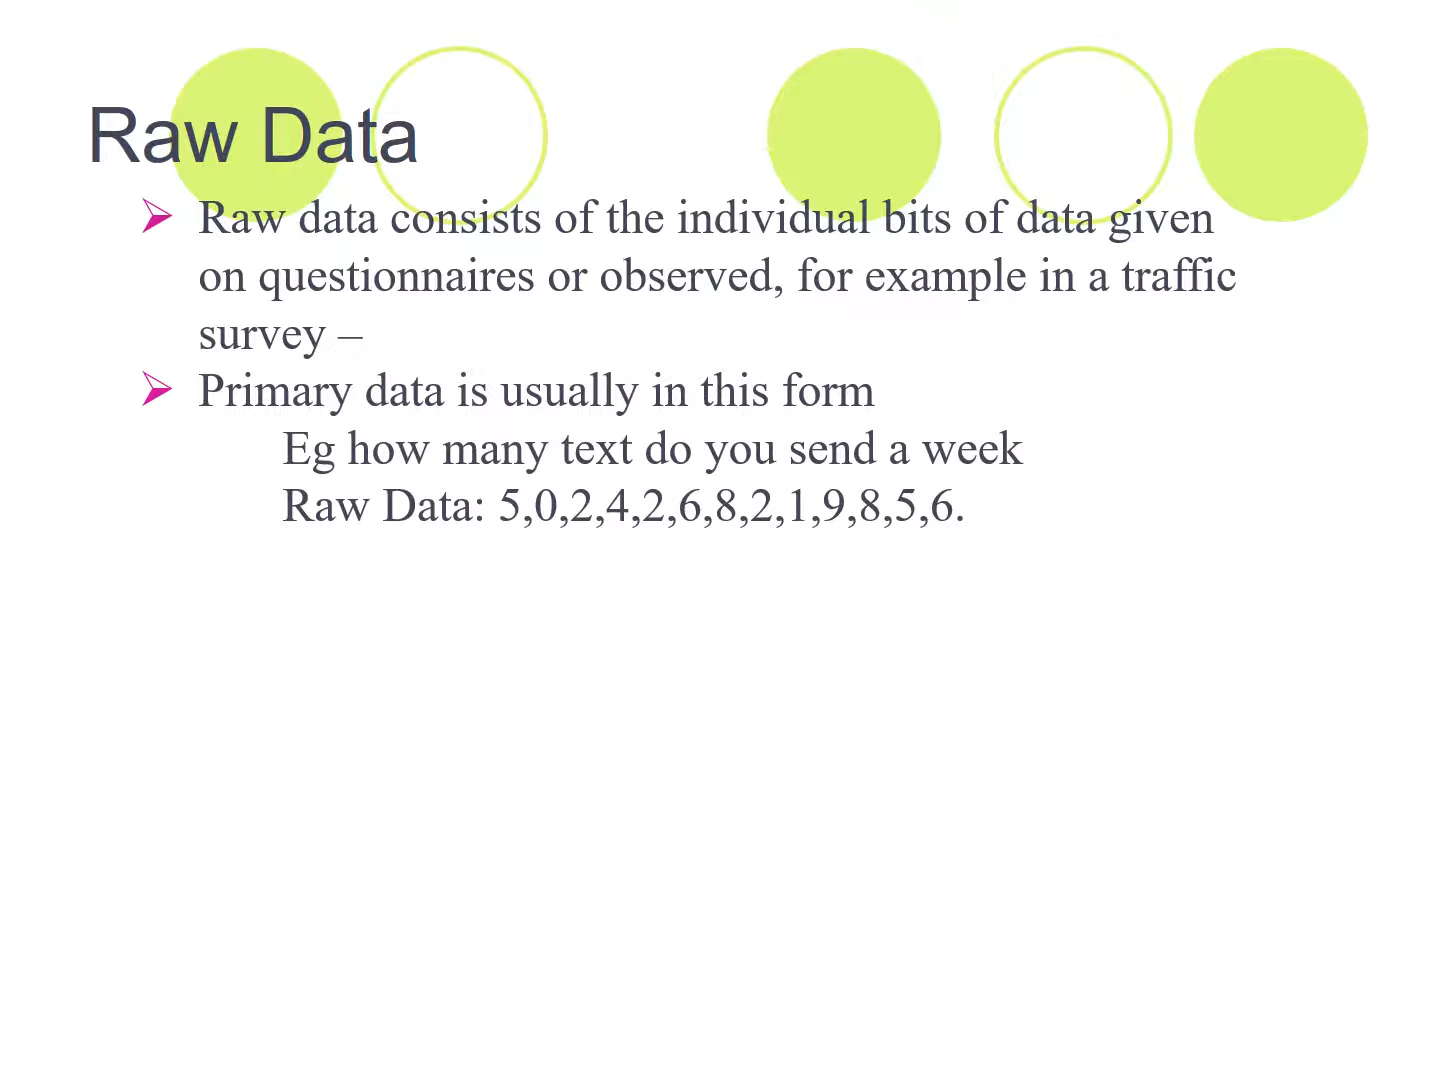 Raw Data
Raw data consists of the individual bits of data given
on questionnaires or observed, for example in a traffic
survey –
Primary data is usually in this form
Eg how many text do you send a week
Raw Data: 5,0,2,4,2,6,8,2,1,9,8,5,6.